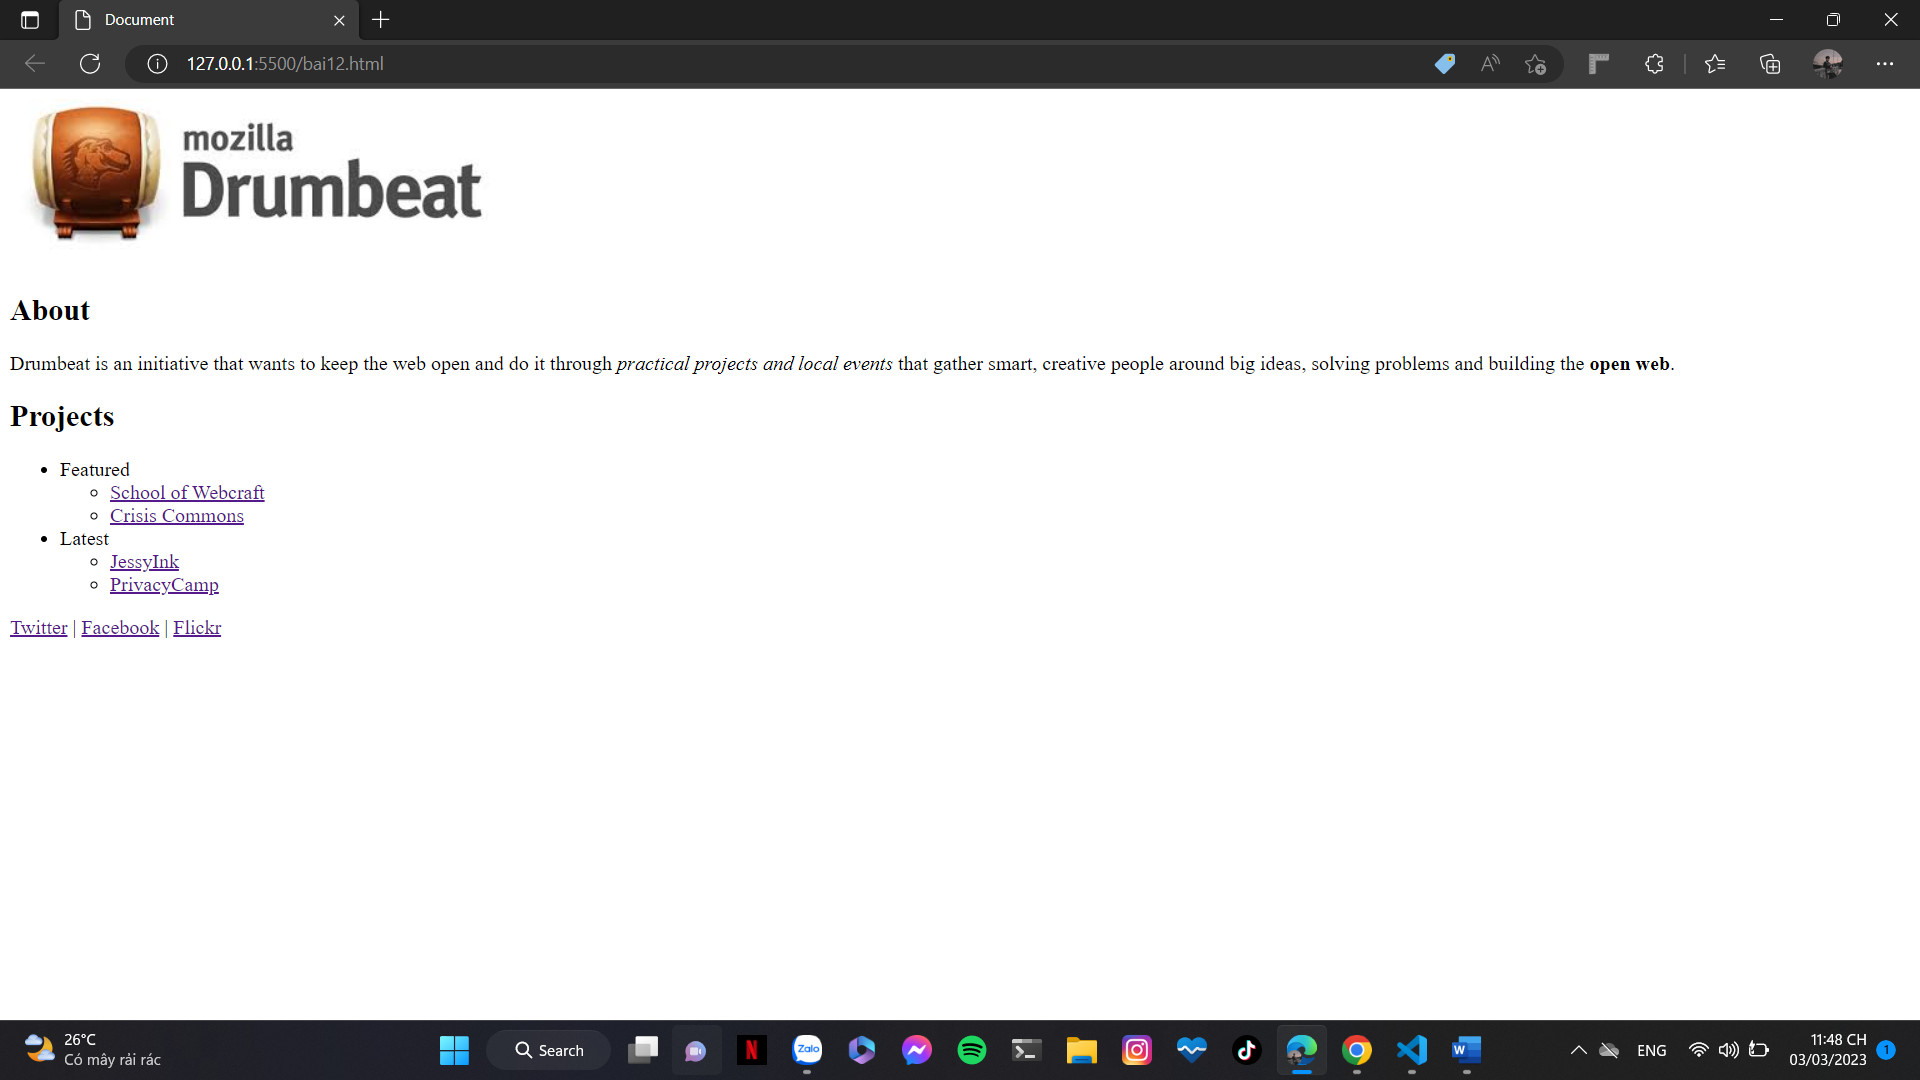 Document
127.0.0.1:5500/bai12.html
mozilla
Drumbeat
About
Drumbeat is an initiative that wants to keep the web open and do it through practical projects and local events that gather smart, creative people around big ideas, solving problems and building the open web.
Projects
Featured
School of Webcraft
Crisis Commons
Latest
JessyInk
PrivacyCamp
Twitter | Facebook | Flickr
26°C
Có mây rải rác
Search
N
Zalo
W
ENG
11:48 CH
03/03/2023
1